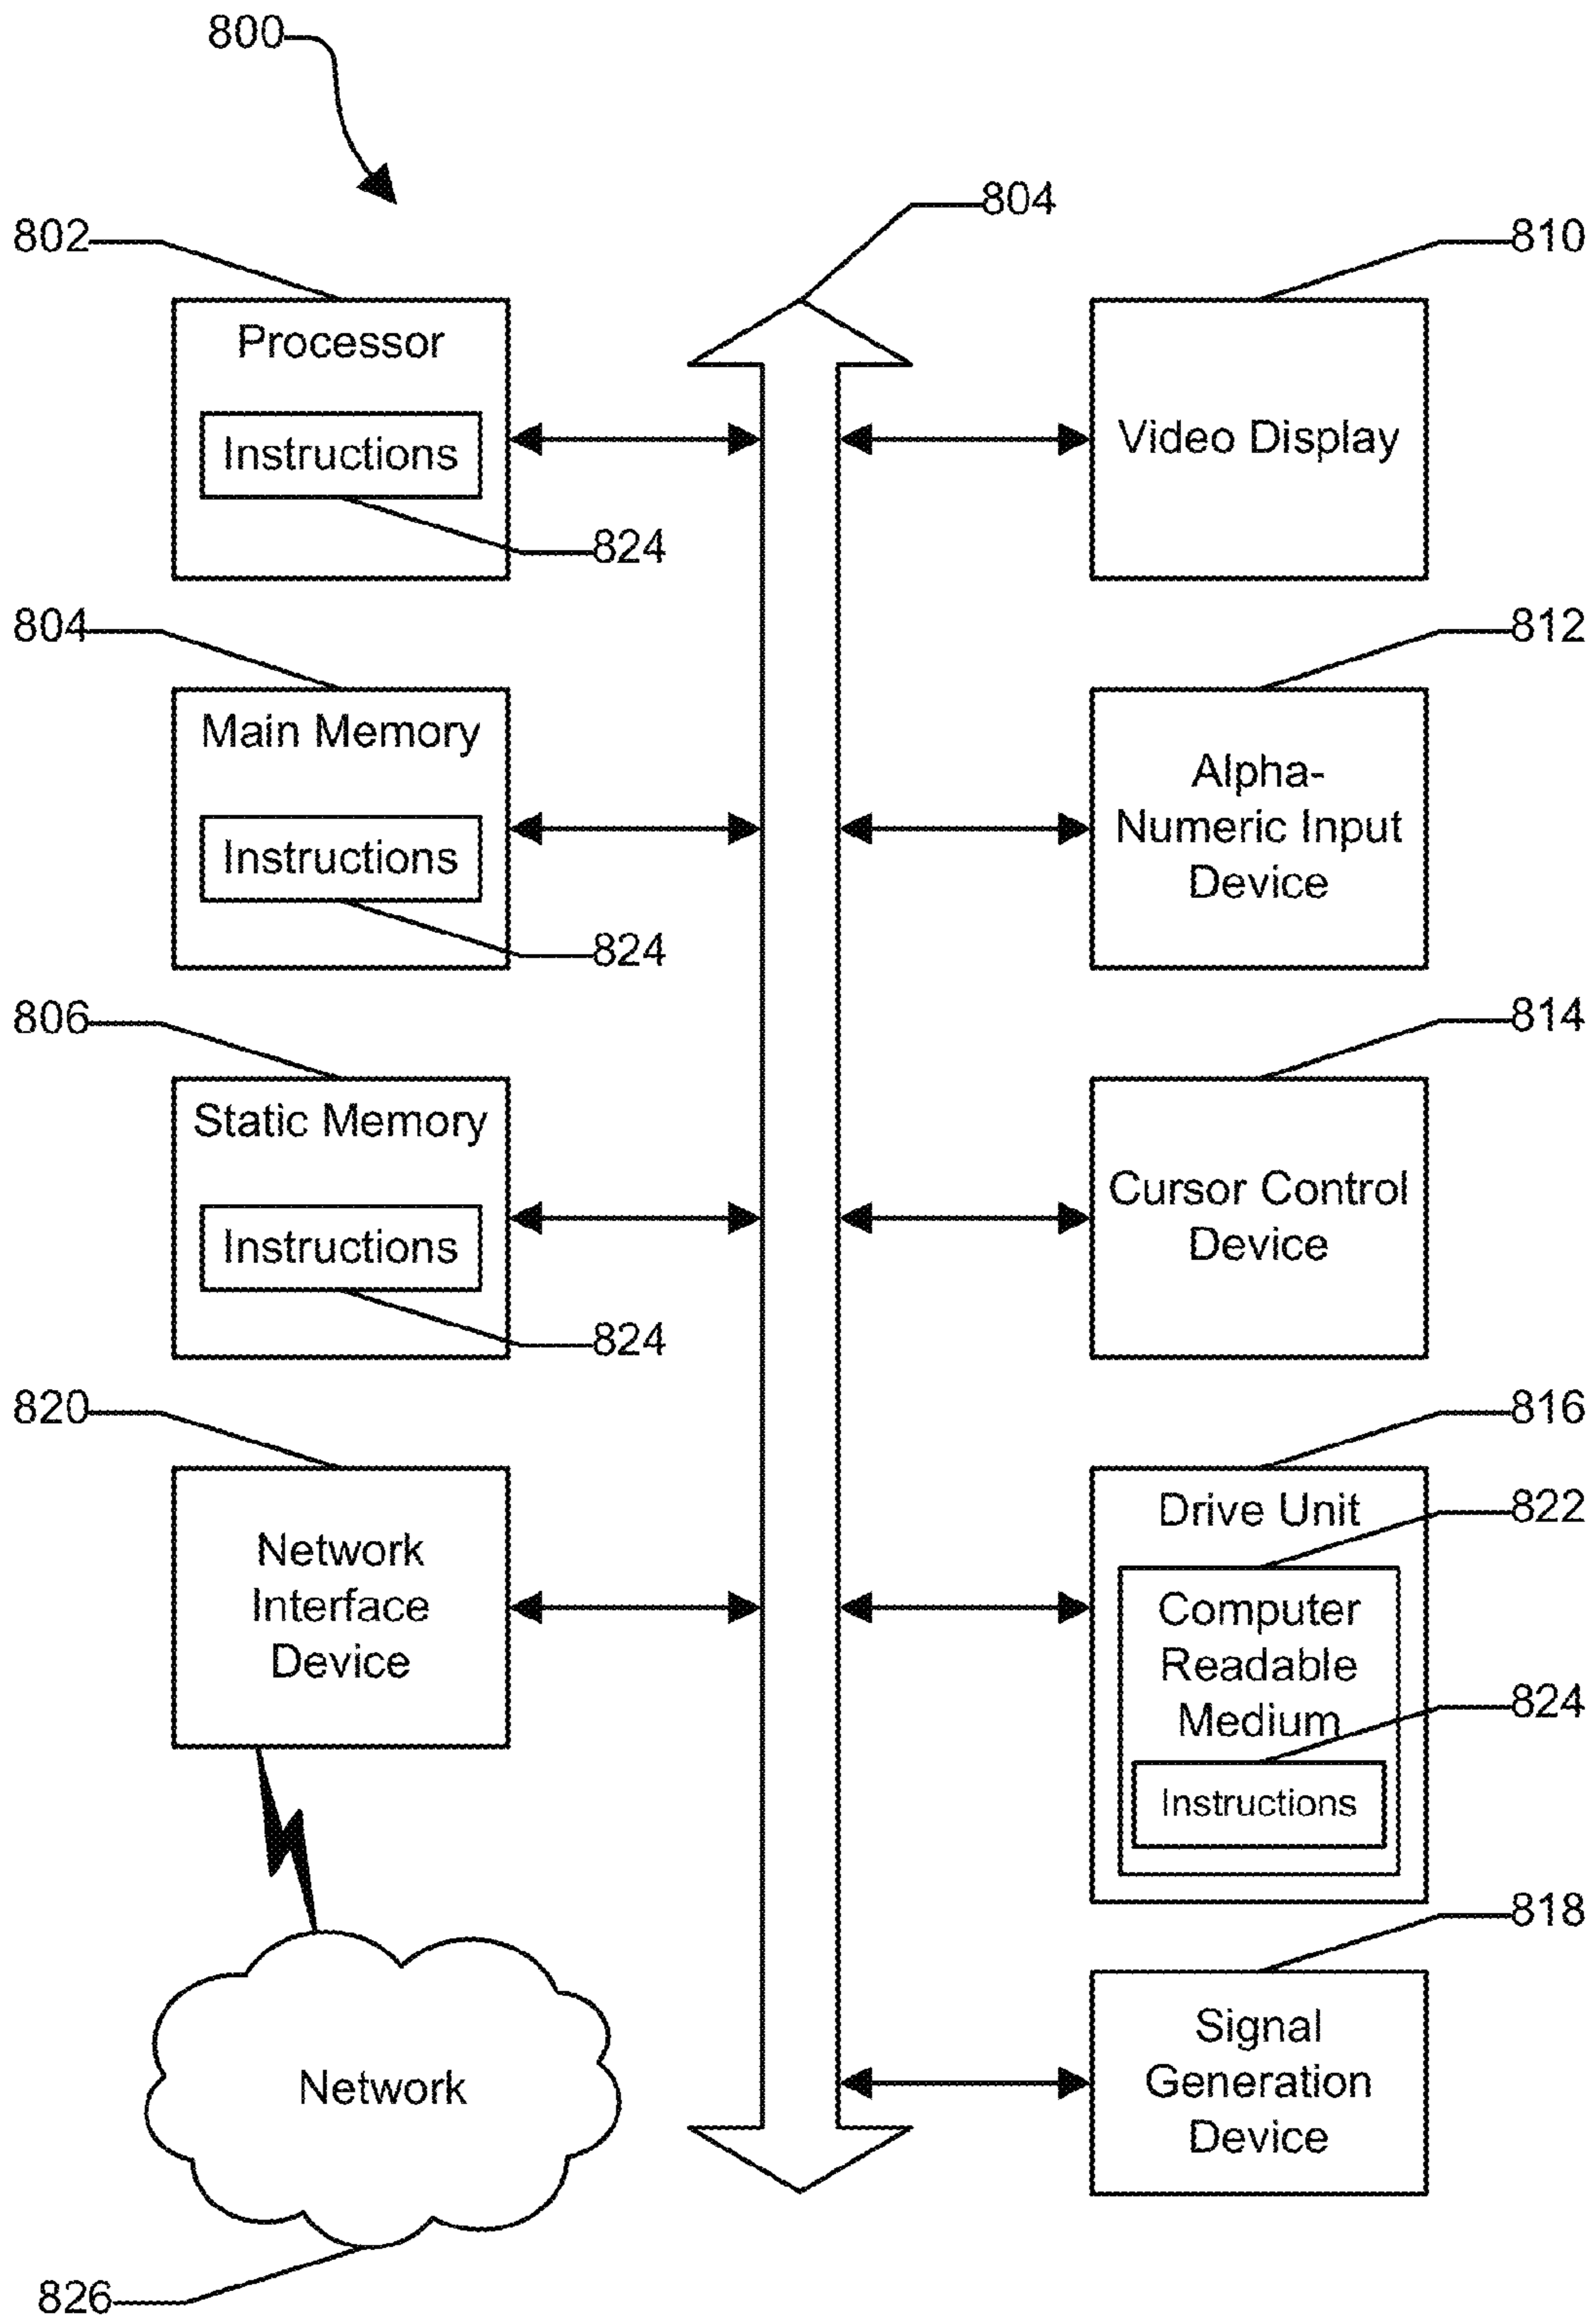 800
804
802
Processor
Instructions
824
804
Main Memory
Instructions
824
806
Static Memory
Instructions
824
820
Network
Interface
Device
Network
826
810
Video Display
812
Alpha-
Numeric Input
Device
814
Cursor Control
Device
816
Drive Unit
822
Computer
Readable
Medium
824
Instructions
818
Signal
Generation
Device